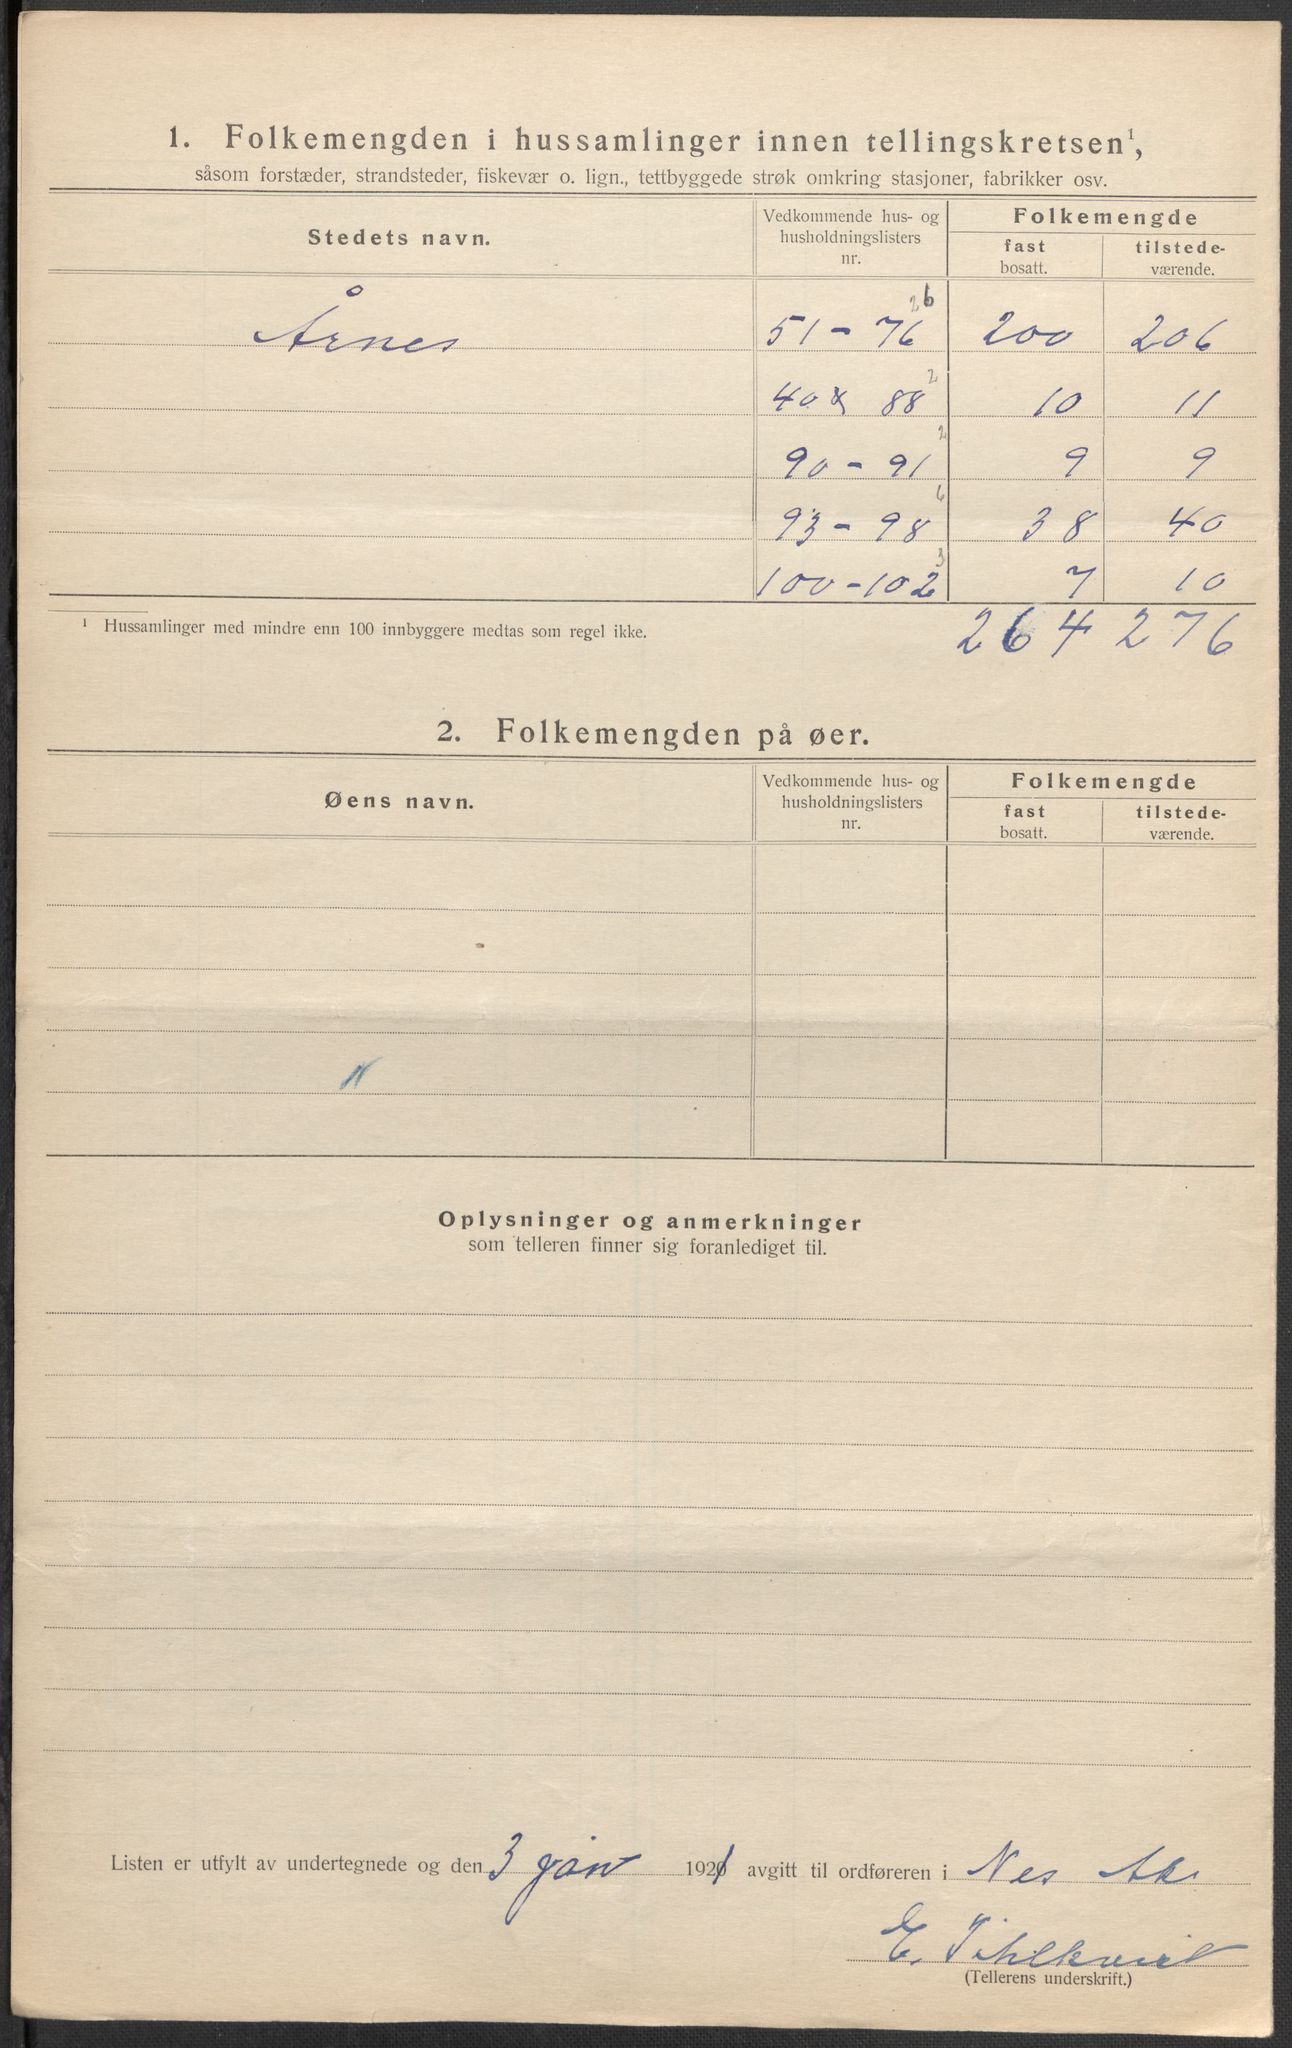 1. Folkemengden i hussamlinger innen tellingskretsen¹,
såsom forstæder, strandsteder, fiskevær o. lign., tettbyggede strøk omkring stasjoner, fabrikker osv.
Stedets navn. Vedkommende hus- og husholdningslisters nr. Folkemengde fast bosatt. tilstedeværende.
Årnes 51 - 76 26 200 206
40 & 88 2 10 11
90 - 91 2 9 9
93 - 98 6 38 40
100 - 102 3 7 10
¹ Hussamlinger med mindre enn 100 innbyggere medtas som regel ikke.
264 276
2. Folkemengden på øer.
Øens navn. Vedkommende hus- og husholdningslisters nr. Folkemengde fast bosatt. tilstedeværende.
Oplysninger og anmerkninger
som telleren finner sig foranlediget til.
Listen er utfylt av undertegnede og den 3 jan 1921 avgitt til ordføreren i Nes Ak.
E.
(Tellerens underskrift.)